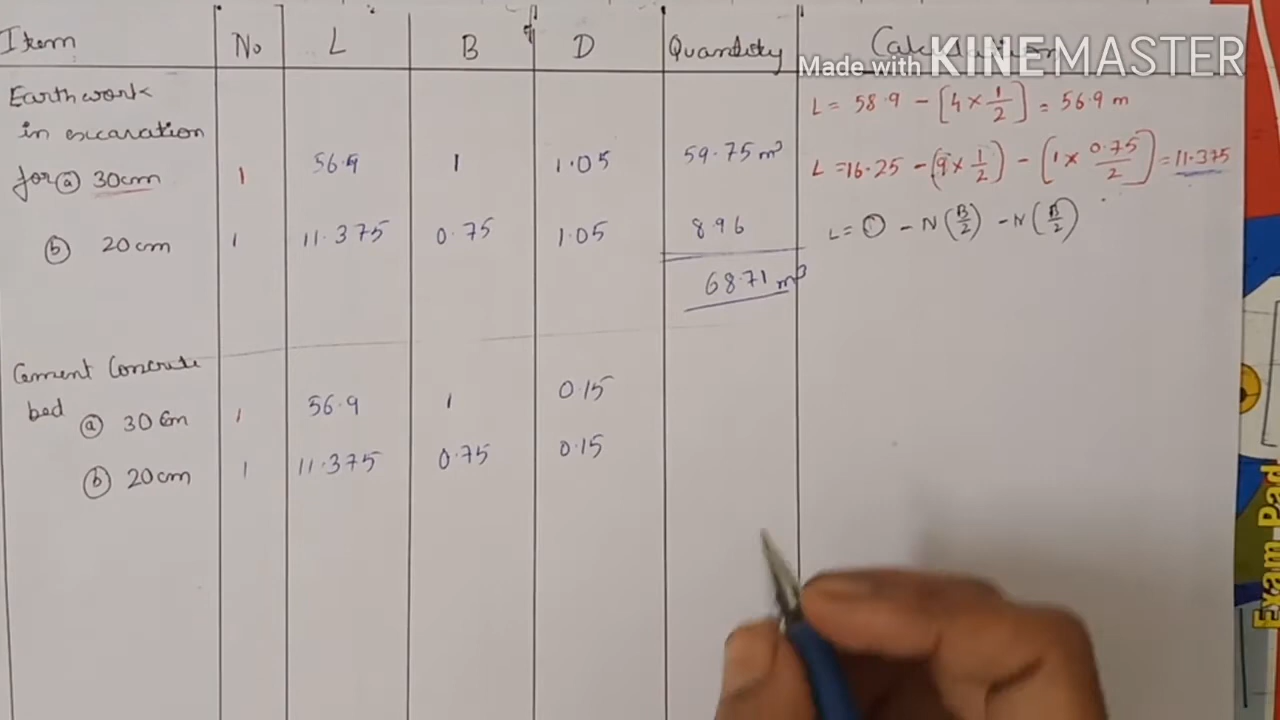 Item No L B D Quantity
Made with KINEMASTER
Earthwork
in excavation
for ⓐ 30cm 1 56.9 1 1.05 59.75 m³
L = 58.9 - [4 × 1/2] = 56.9 m
L = 16.25 - (9 × 1/2) - [1 × 0.75/2] = 11.375
ⓑ 20cm 1 11.375 0.75 1.05 8.96
L = ① - N (B/2) - N (B/2)
68.71 m³
Cement Concrete
bed ⓐ 30 Cm 1 56.9 1 0.15
ⓑ 20cm 1 11.375 0.75 0.15
Exam Pad